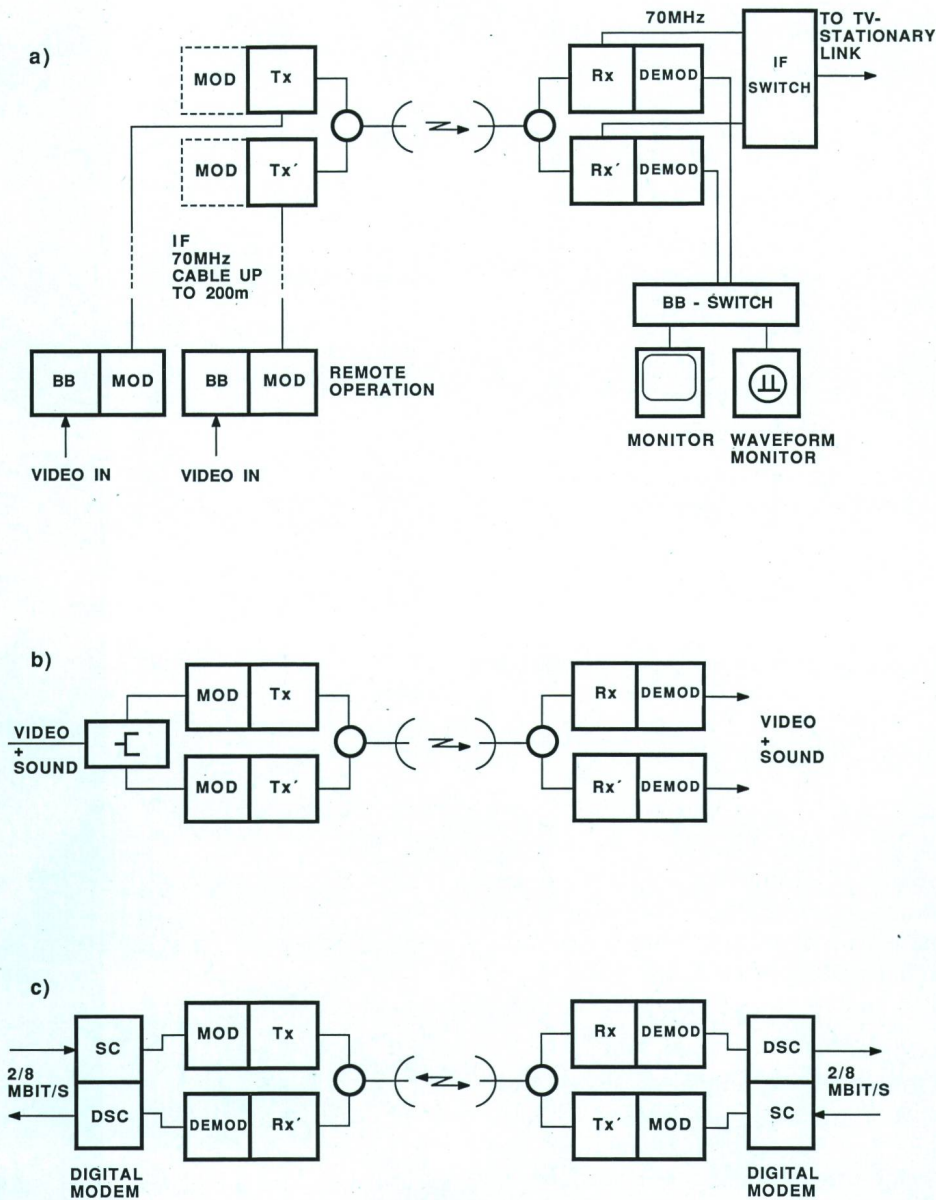 a)
MOD Tx
MOD Tx´
IF
70MHz
CABLE UP
TO 200m
BB MOD
BB MOD
REMOTE
OPERATION
VIDEO IN
VIDEO IN
70MHz
Rx DEMOD
Rx´ DEMOD
IF
SWITCH
TO TV-
STATIONARY
LINK
BB - SWITCH
MONITOR
WAVEFORM
MONITOR
b)
VIDEO
+
SOUND
MOD Tx
MOD Tx´
Rx DEMOD
Rx´ DEMOD
VIDEO
+
SOUND
c)
2/8
MBIT/S
SC
DSC
DIGITAL
MODEM
MOD Tx
DEMOD Rx´
Rx DEMOD
Tx´ MOD
DSC
SC
2/8
MBIT/S
DIGITAL
MODEM